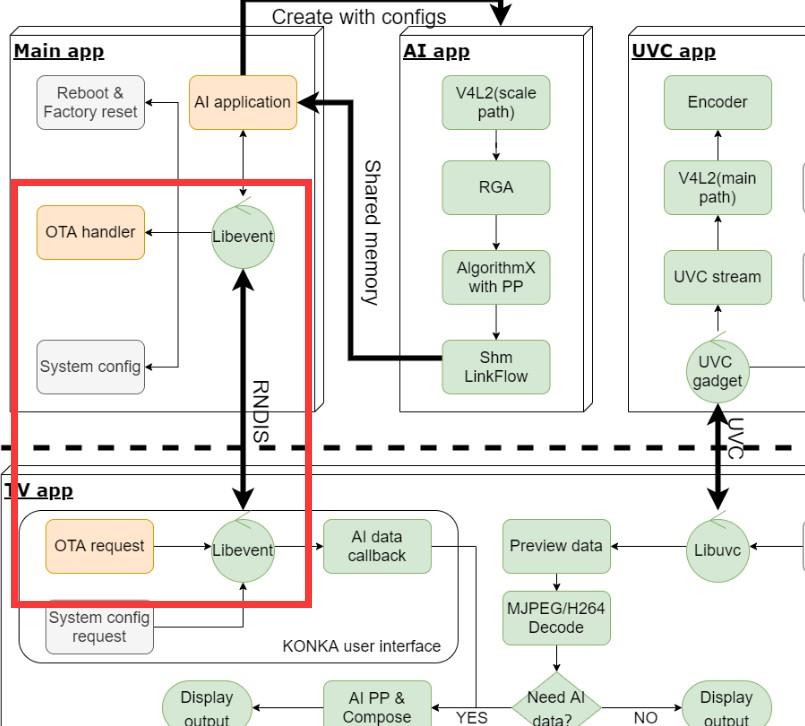 Create with configs
Main app
Reboot &
Factory reset
AI application
OTA handler
Libevent
System config
RNDIS
Shared memory
AI app
V4L2(scale
path)
RGA
AlgorithmX
with PP
Shm
LinkFlow
UVC app
Encoder
V4L2(main
path)
UVC stream
UVC
gadget
UVC
TV app
OTA request
Libevent
AI data
callback
System config
request
KONKA user interface
Preview data
Libuvc
MJPEG/H264
Decode
Display
output
AI PP &
Compose
YES
Need AI
data?
NO
Display
output